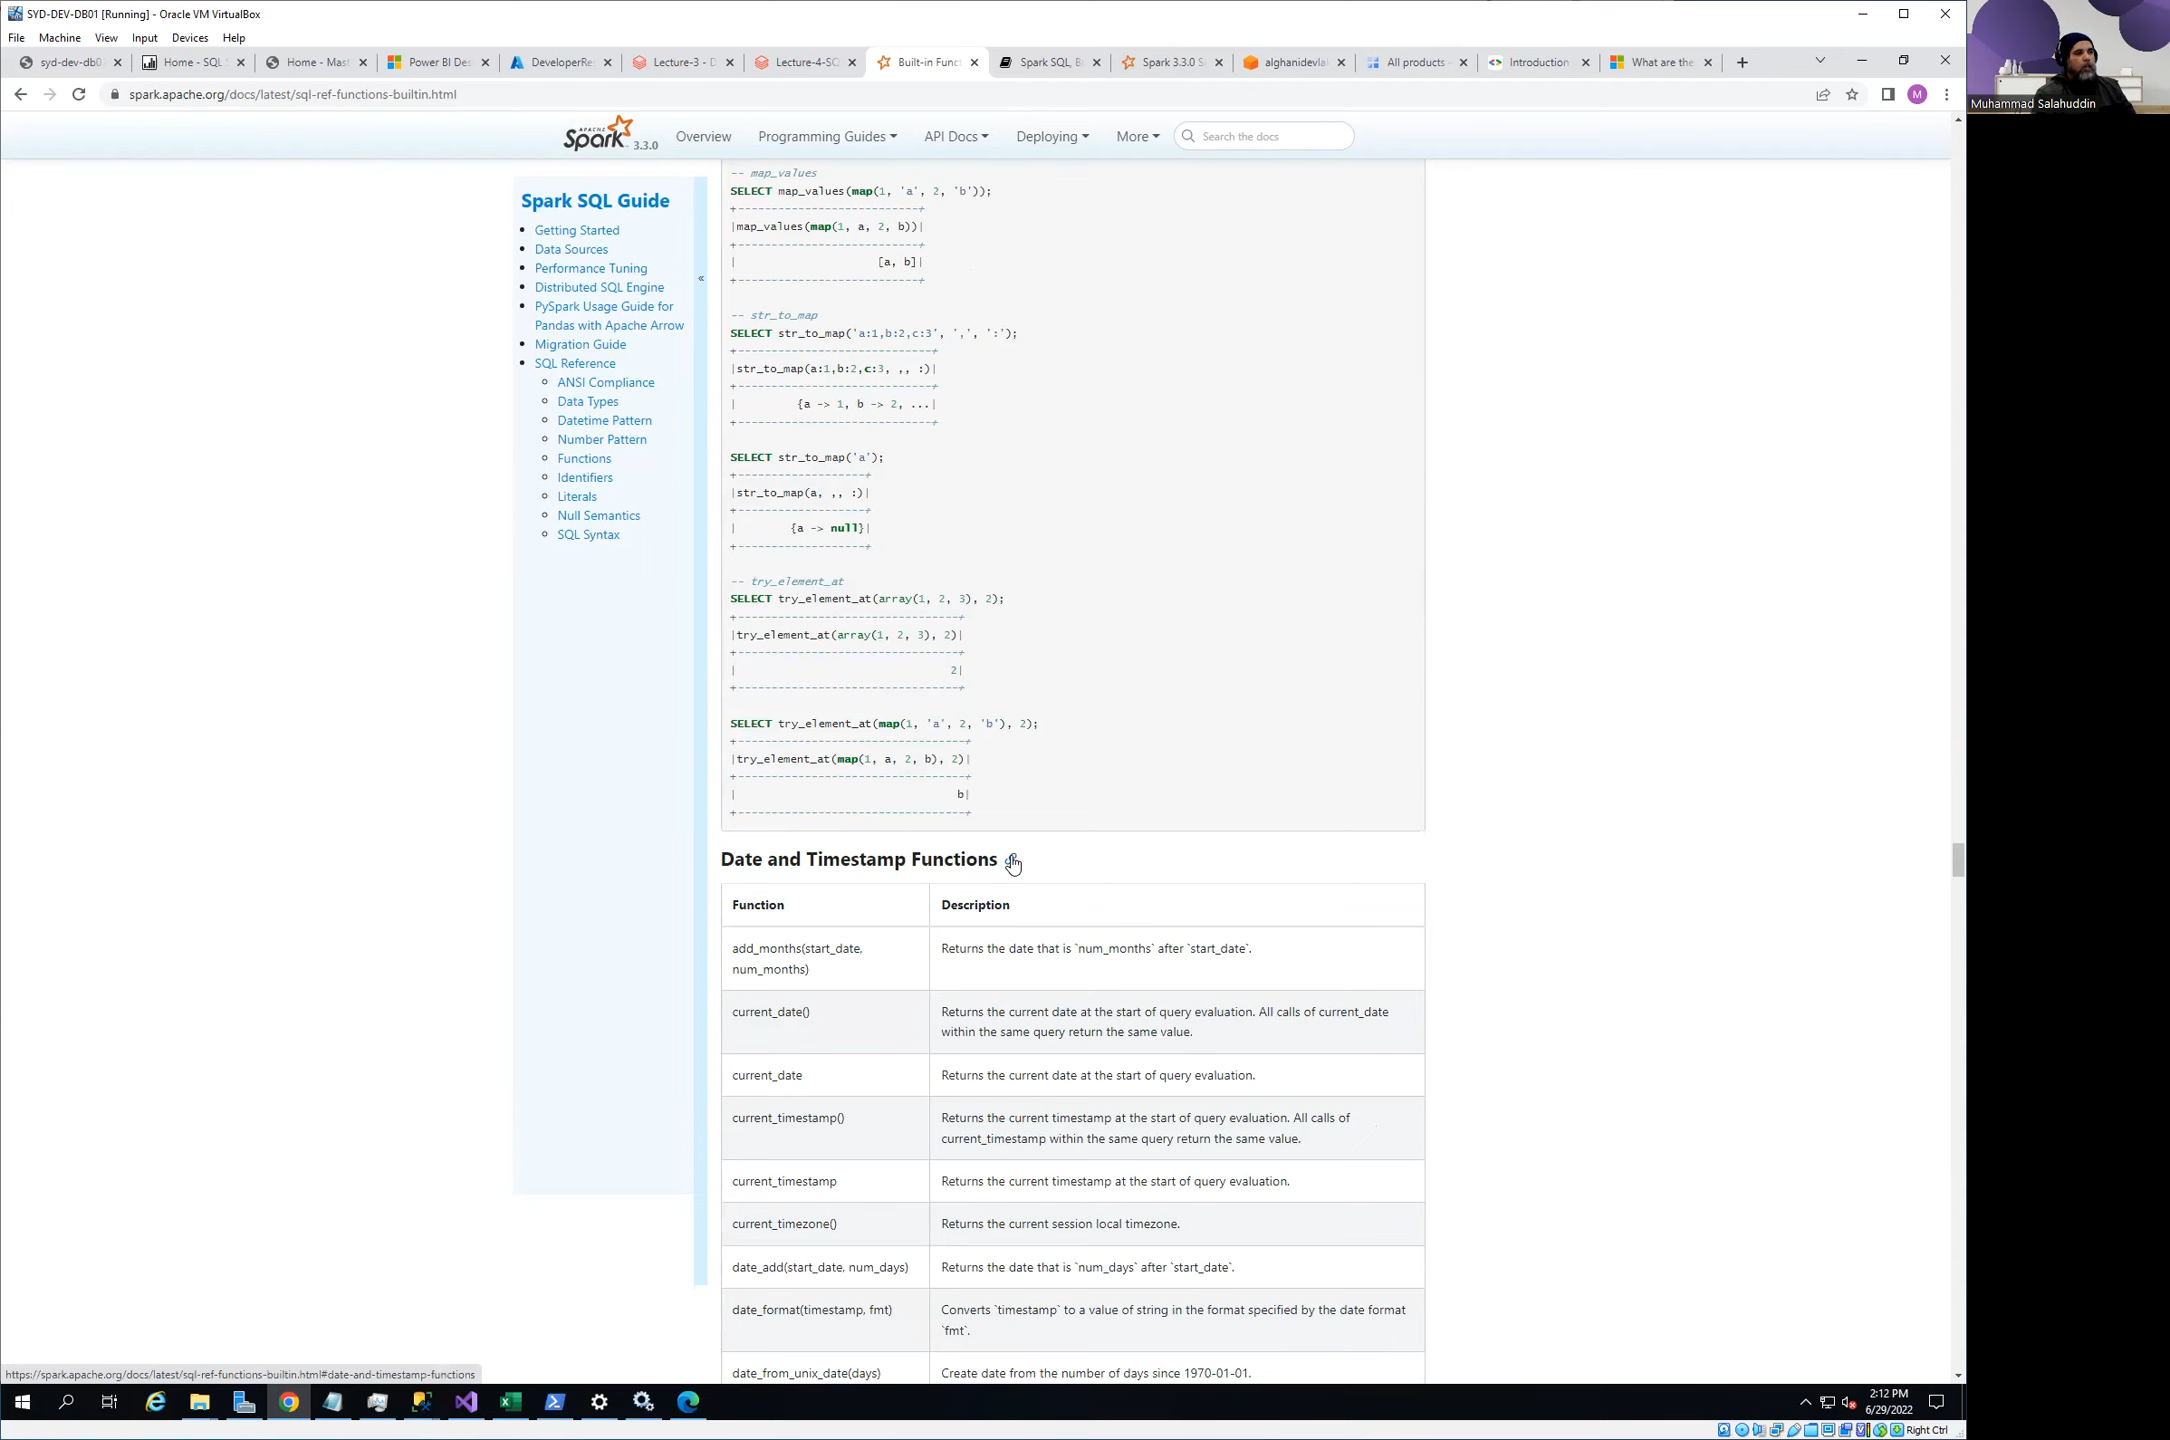 SYD-DEV-DB01 [Running] - Oracle VM VirtualBox
File Machine View Input Devices Help
syd-dev-db0
Home - SQL
Home - Mast
Power BI Des
DeveloperRe
Lecture-3 - D
Lecture-4-SQ
Built-in Funct
Spark SQL, B
Spark 3.3.0 S
alghanidevla
All products -
Introduction
What are the
spark.apache.org/docs/latest/sql-ref-functions-builtin.html
M
Muhammad Salahuddin
APACHE Spark 3.3.0
Overview Programming Guides API Docs Deploying More Search the docs
Spark SQL Guide
Getting Started
Data Sources
Performance Tuning
Distributed SQL Engine
PySpark Usage Guide for
Pandas with Apache Arrow
Migration Guide
SQL Reference
ANSI Compliance
Data Types
Datetime Pattern
Number Pattern
Functions
Identifiers
Literals
Null Semantics
SQL Syntax
«
-- map_values
SELECT map_values(map(1, 'a', 2, 'b'));
+----------------------------+
|map_values(map(1, a, 2, b))|
+----------------------------+
| [a, b]|
+----------------------------+
-- str_to_map
SELECT str_to_map('a:1,b:2,c:3', ',', ':');
+-----------------------------+
|str_to_map(a:1,b:2,c:3, ,, :)|
+-----------------------------+
| {a -> 1, b -> 2, ...|
+-----------------------------+
SELECT str_to_map('a');
+-------------------+
|str_to_map(a, ,, :)|
+-------------------+
| {a -> null}|
+-------------------+
-- try_element_at
SELECT try_element_at(array(1, 2, 3), 2);
+---------------------------------+
|try_element_at(array(1, 2, 3), 2)|
+---------------------------------+
| 2|
+---------------------------------+
SELECT try_element_at(map(1, 'a', 2, 'b'), 2);
+----------------------------------+
|try_element_at(map(1, a, 2, b), 2)|
+----------------------------------+
| b|
+----------------------------------+
Date and Timestamp Functions
Function Description
add_months(start_date, num_months) Returns the date that is `num_months` after `start_date`.
current_date() Returns the current date at the start of query evaluation. All calls of current_date
within the same query return the same value.
current_date Returns the current date at the start of query evaluation.
current_timestamp() Returns the current timestamp at the start of query evaluation. All calls of
current_timestamp within the same query return the same value.
current_timestamp Returns the current timestamp at the start of query evaluation.
current_timezone() Returns the current session local timezone.
date_add(start_date, num_days) Returns the date that is `num_days` after `start_date`.
date_format(timestamp, fmt) Converts `timestamp` to a value of string in the format specified by the date format
`fmt`.
date_from_unix_date(days) Create date from the number of days since 1970-01-01.
https://spark.apache.org/docs/latest/sql-ref-functions-builtin.html#date-and-timestamp-functions
2:12 PM
6/29/2022
Right Ctrl